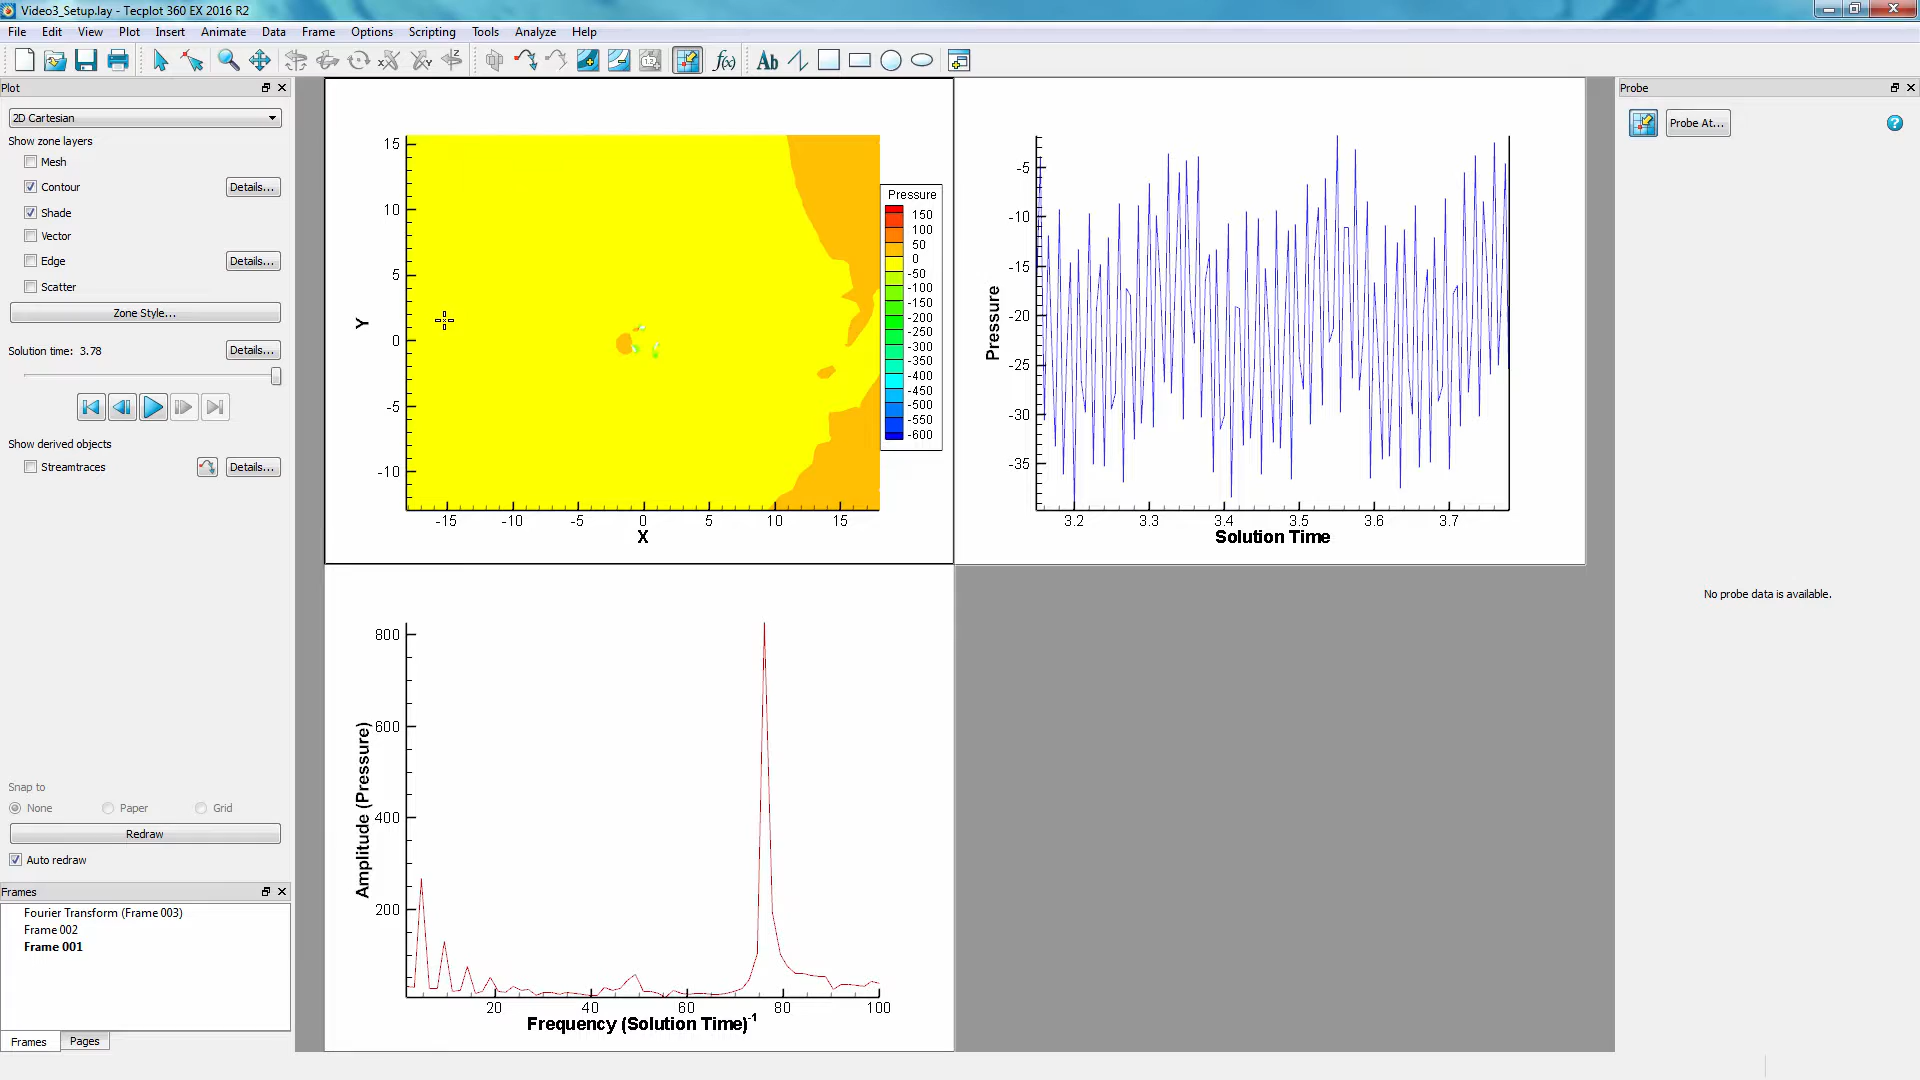 Video3_Setup.lay - Tecplot 360 EX 2016 R2
File Edit View Plot Insert Animate Data Frame Options Scripting Tools Analyze Help
Ab f(x)
Plot
2D Cartesian
Show zone layers
Mesh
Contour Details...
Shade
Vector
Edge Details...
Scatter
Zone Style...
Solution time: 3.78 Details...
Show derived objects
Streamtraces Details...
Snap to
None Paper Grid
Redraw
Auto redraw
Frames
Fourier Transform (Frame 003)
Frame 002
Frame 001
Frames Pages
15
10
5
0
-5
-10
Y
-15 -10 -5 0 5 10 15
X
Pressure
150
100
50
0
-50
-100
-150
-200
-250
-300
-350
-400
-450
-500
-550
-600
-5
-10
-15
-20
-25
-30
-35
Pressure
3.2 3.3 3.4 3.5 3.6 3.7
Solution Time
800
600
400
200
Amplitude (Pressure)
20 40 60 80 100
Frequency (Solution Time)-1
Probe
Probe At...
?
No probe data is available.